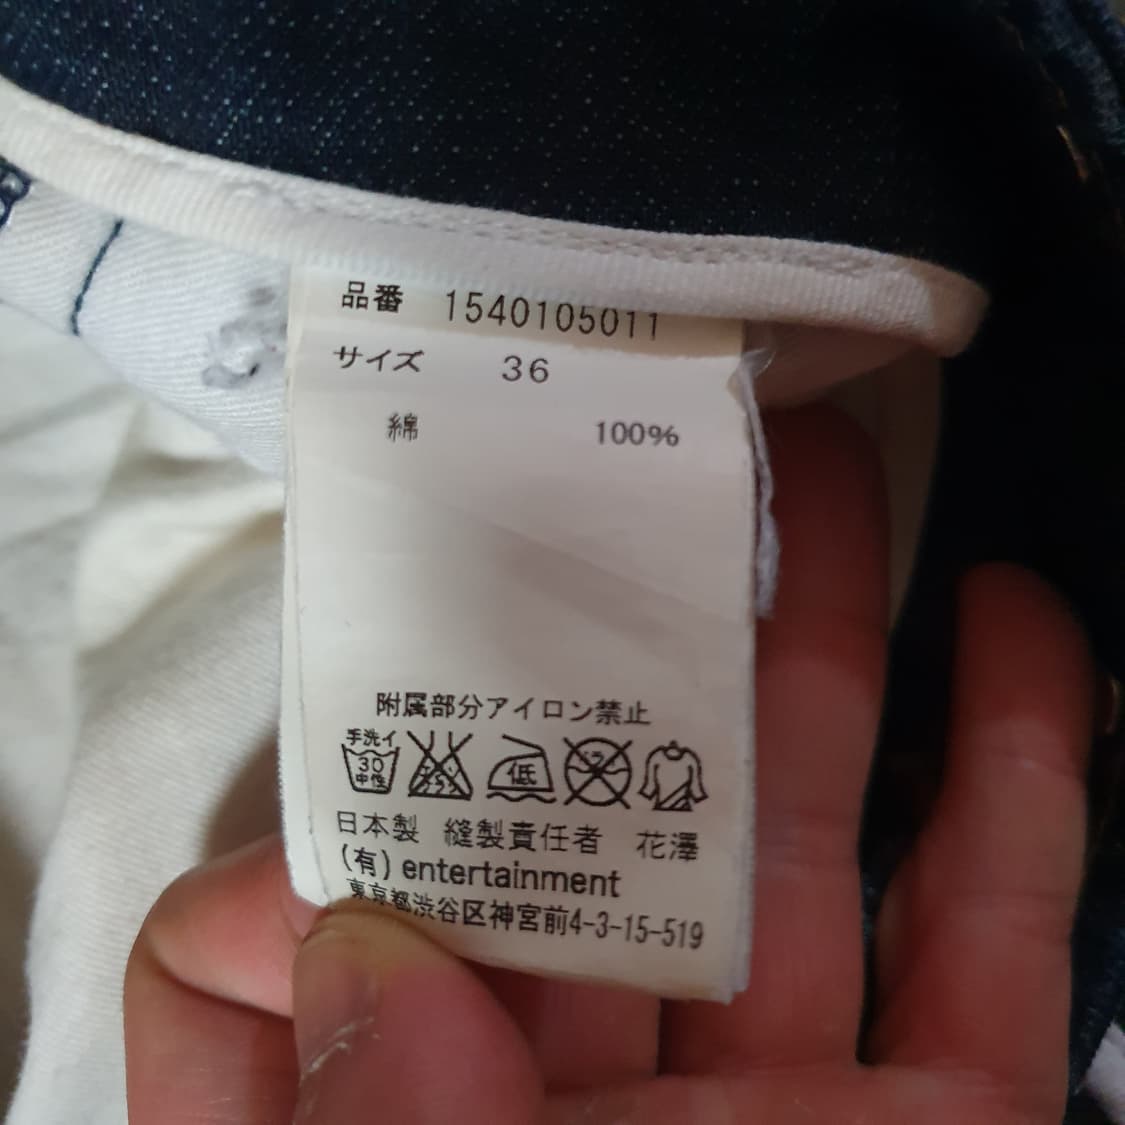 品番 1540105011
サイズ 36
綿 100%
附属部分アイロン禁止
手洗イ
30
中性
低
日本製 縫製責任者 花澤
(有) entertainment
東京都渋谷区神宮前4-3-15-519